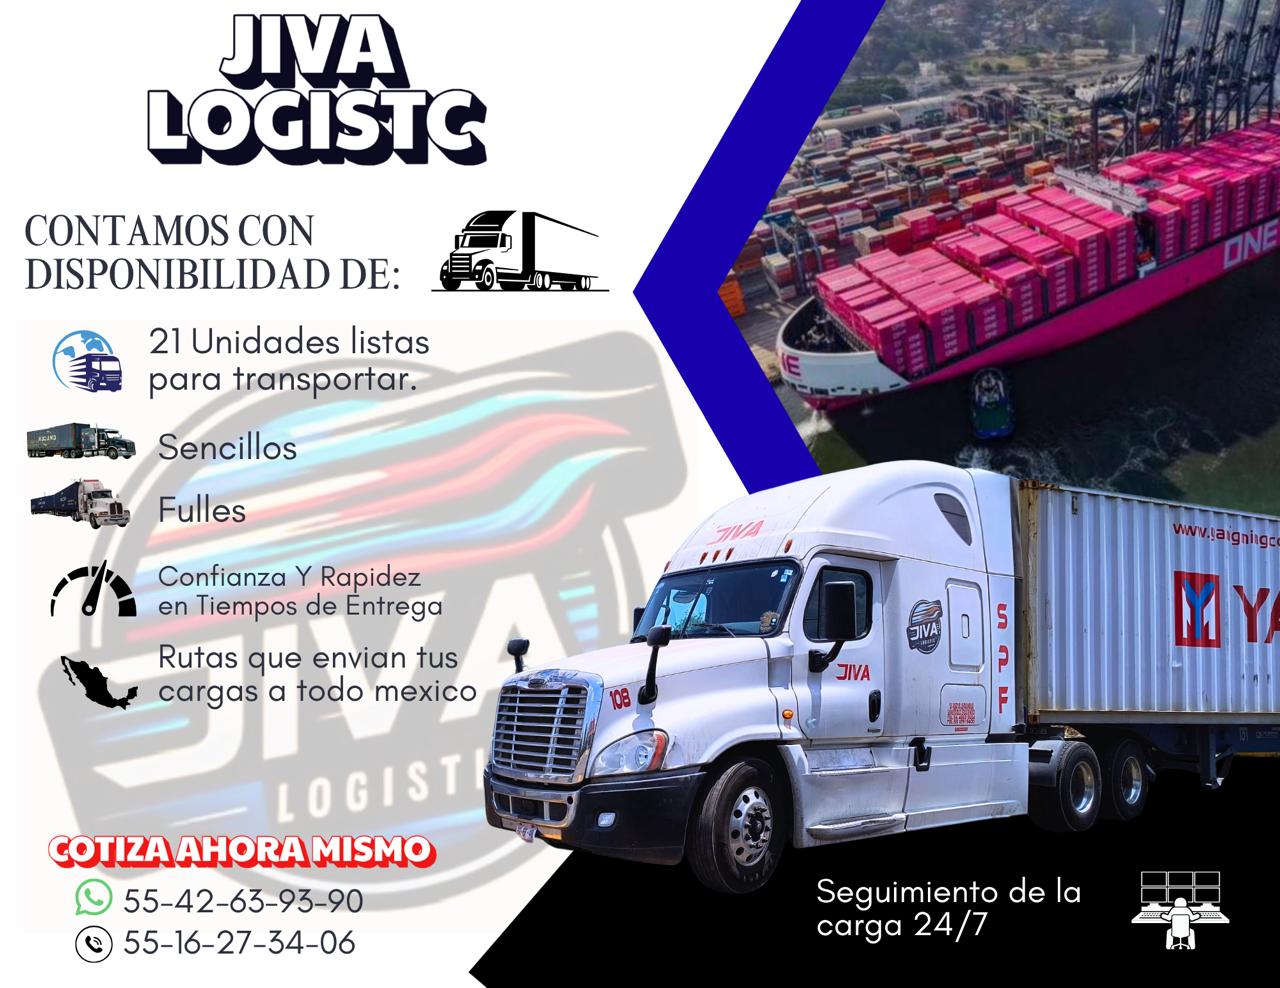 JIVA
LOGISTC
CONTAMOS CON
DISPONIBILIDAD DE:
21 Unidades listas
para transportar.
Sencillos
Fulles
Confianza Y Rapidez
en Tiempos de Entrega
Rutas que envian tus
cargas a todo mexico
JIVA
COTIZA AHORA MISMO
55-42-63-93-90
55-16-27-34-06
ONE
JIVA
JIVA
JIVA
108
SPF
YA
Seguimiento de la
carga 24/7